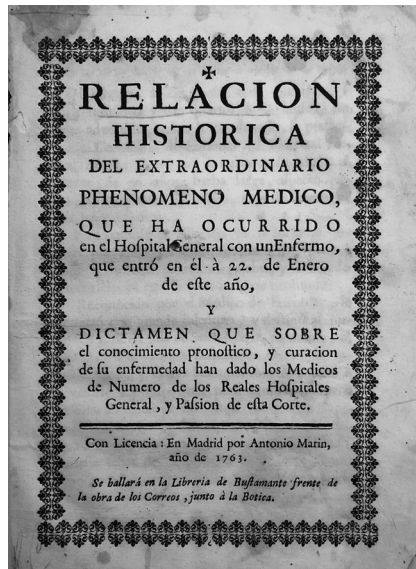 RELACION
HISTORICA
DEL EXTRAORDINARIO
PHENOMENO MEDICO,
QUE HA OCURRIDO
en el Hoſpital General con un Enfermo,
que entró en él à 22. de Enero
de eſte año,
Y
DICTAMEN QUE SOBRE
el conocimiento pronoſtico, y curacion
de ſu enfermedad han dado los Medicos
de Numero de los Reales Hoſpitales
General, y Paſsion de eſta Corte.
Con Licencia: En Madrid por Antonio Marin,
año de 1763.
Se hallará en la Libreria de Buſtamante frente de
la obra de los Correos, junto à la Botica.